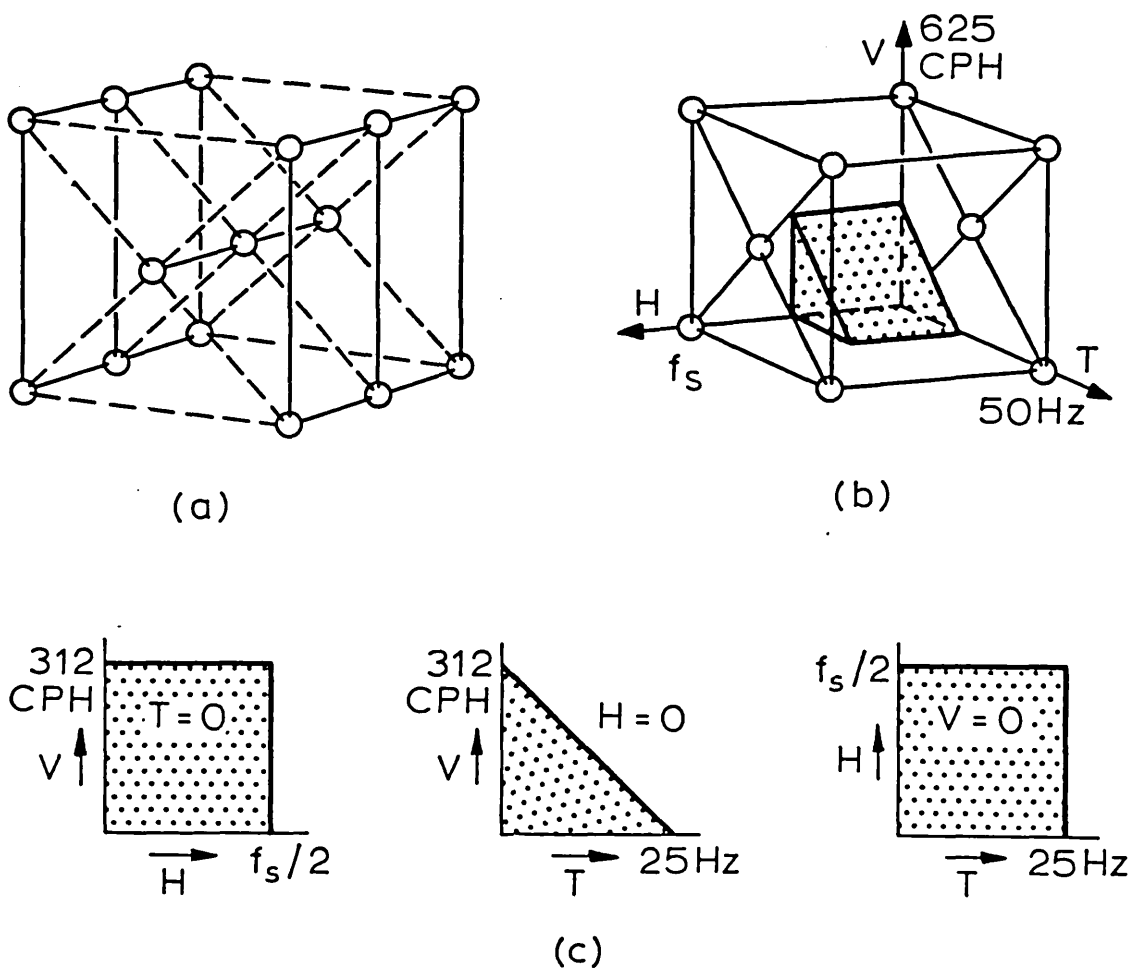 V
625
CPH
H
f_s
T
50Hz
(a)
(b)
312
CPH
V
T = 0
H
f_s/2
312
CPH
V
H = 0
T
25Hz
f_s/2
H
V = 0
T
25Hz
(c)